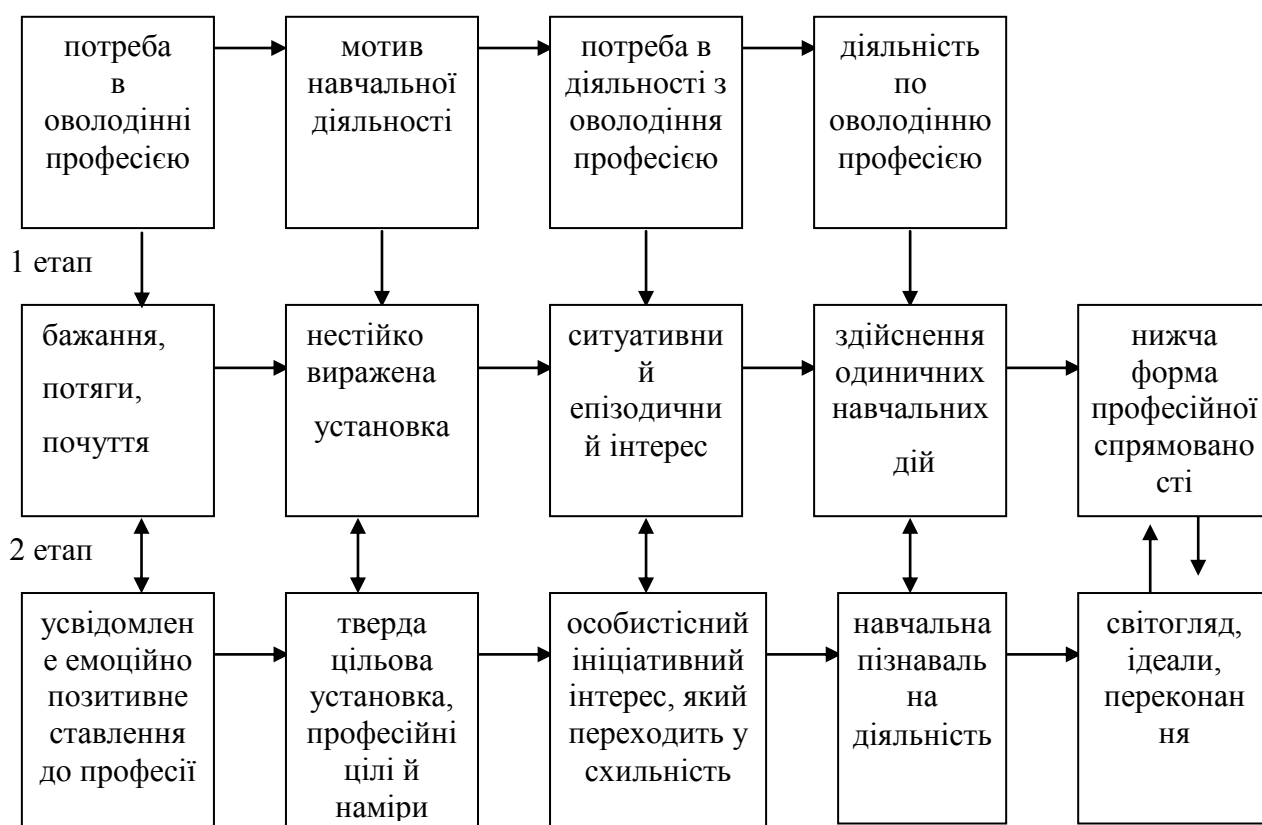 потреба
в
оволодінні
професією
мотив
навчальної
діяльності
потреба в
діяльності з
оволодіння
професією
діяльність
по
оволодінню
професією
1 етап
бажання,
потяги,
почуття
нестійко
виражена
установка
ситуативни
й
епізодични
й інтерес
здійснення
одиничних
навчальних
дій
нижча
форма
професійної
спрямовано
сті
2 етап
усвідомлен
е емоційно
позитивне
ставлення
до професії
тверда
цільова
установка,
професійні
цілі й
наміри
особистісний
ініціативний
інтерес, який
переходить у
схильність
навчальна
пізнаваль
на
діяльність
світогляд,
ідеали,
переконан
ня